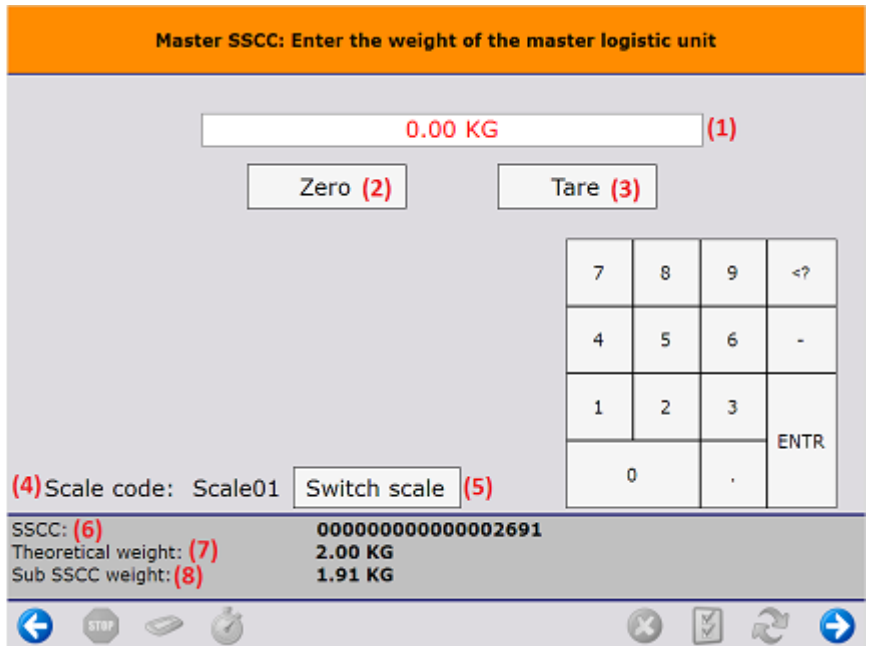 Master SSCC: Enter the weight of the master logistic unit
0.00 KG (1)
Zero (2) Tare (3)
7 8 9 <?
4 5 6 -
1 2 3
ENTR
0 .
(4) Scale code: Scale01 Switch scale (5)
SSCC: (6) 000000000000002691
Theoretical weight: (7) 2.00 KG
Sub SSCC weight: (8) 1.91 KG
STOP